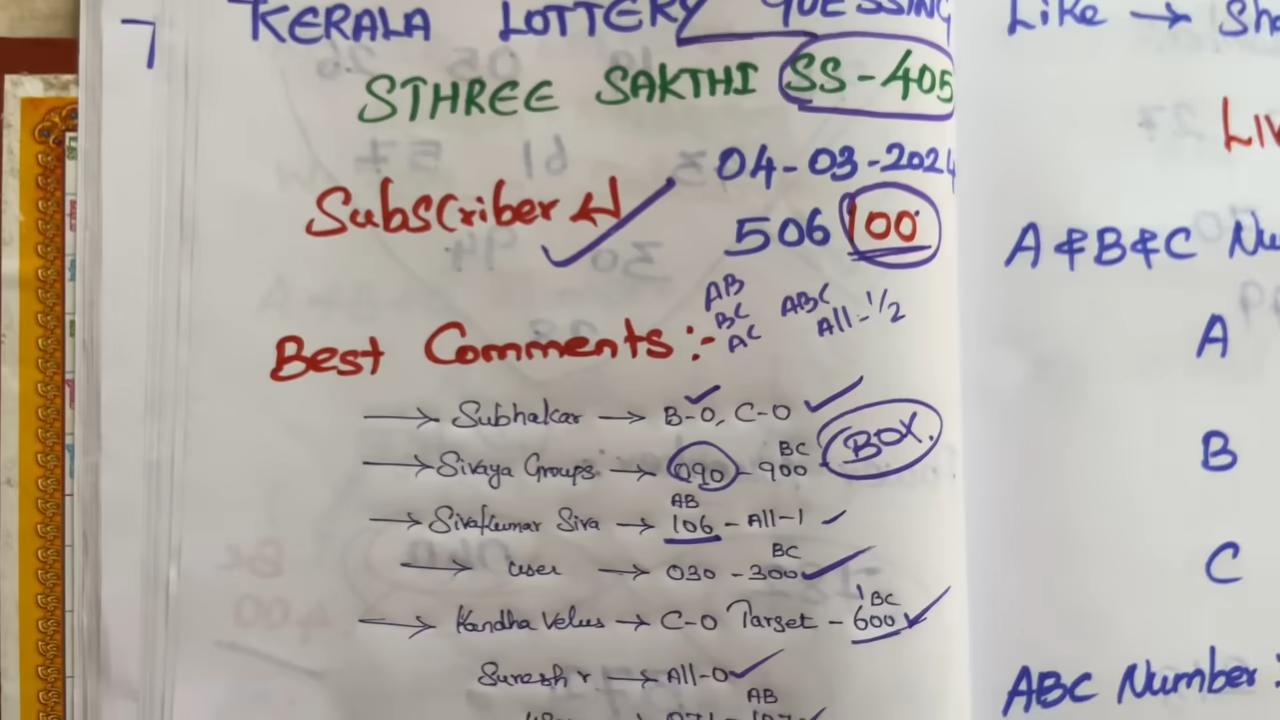 KERALA LOTTERY GUESSING
STHREE SAKTHI SS-405
04-03-2024
Subscriber
506 100
AB
BC
AC
ABC
All-1/2
Best Comments :-
Subhakar → B-0, C-0
BOX.
BC
Sivaya Groups → 090 - 900
AB
Sivakumar Siva → 106 - All-1
BC
user → 030 - 300
BC
Kandha Velus → C-0 Target - 600
Suresh r → All-0
AB
Like → Sh
LIV
A & B & C Nu
A
B
C
ABC Number :